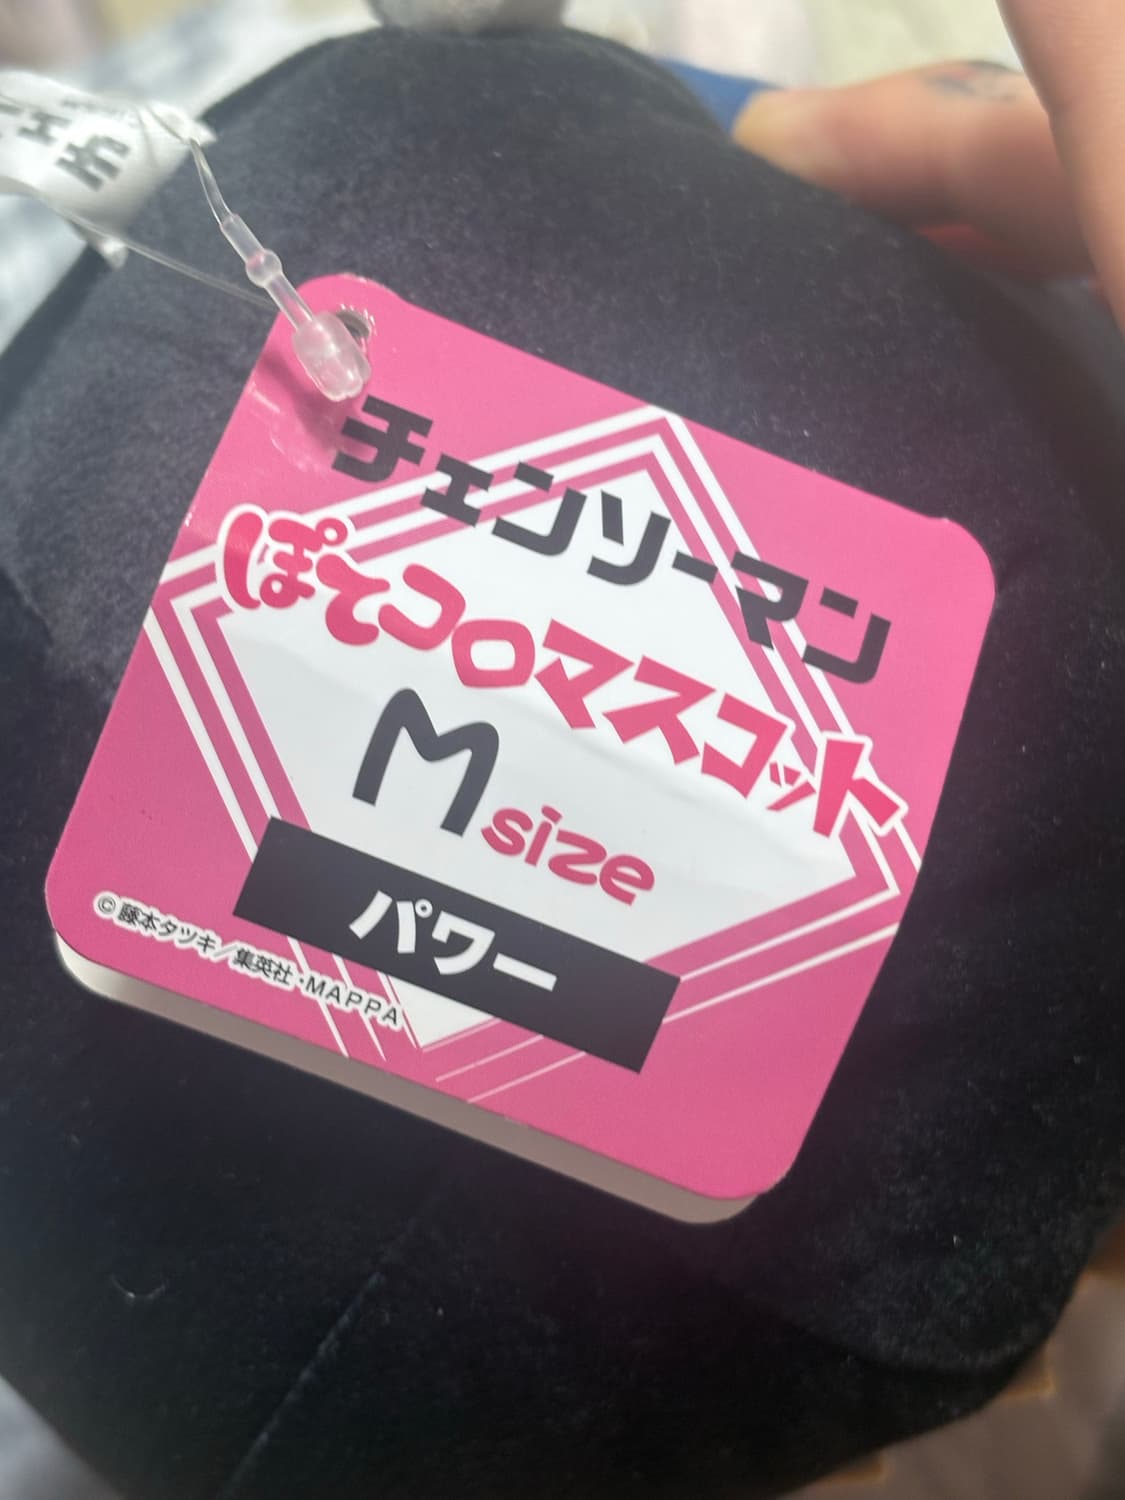 チェンソーマン
ぽてコロマスコット
M size
パワー
©藤本タツキ／集英社・MAPPA